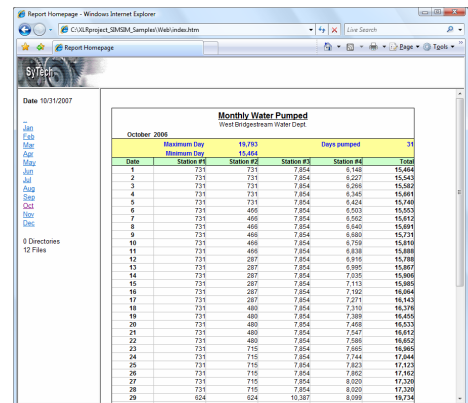 Report Homepage - Windows Internet Explorer
C:\XLRproject_SIMSIM_Samples\Web\index.htm
Live Search
Report Homepage
Page
Tools
SyTech
Date 10/31/2007
..
Jan
Feb
Mar
Apr
May
Jun
Jul
Aug
Sep
Oct
Nov
Dec
0 Directories
12 Files
Monthly Water Pumped
West Bridgestream Water Dept.
October 2006
Maximum Day 19,793 Days pumped 31
Minimum Day 15,464
Date Station #1 Station #2 Station #3 Station #4 Total
1 731 731 7,854 6,148 15,464
2 731 731 7,854 6,227 15,543
3 731 731 7,854 6,266 15,582
4 731 731 7,854 6,345 15,661
5 731 731 7,854 6,424 15,740
6 731 466 7,854 6,503 15,553
7 731 466 7,854 6,562 15,612
8 731 466 7,854 6,640 15,691
9 731 466 7,854 6,680 15,731
10 731 466 7,854 6,759 15,810
11 731 466 7,854 6,838 15,888
12 731 287 7,854 6,916 15,788
13 731 287 7,854 6,995 15,867
14 731 287 7,854 7,035 15,906
15 731 287 7,854 7,113 15,985
16 731 287 7,854 7,192 16,064
17 731 287 7,854 7,271 16,143
18 731 480 7,854 7,310 16,376
19 731 480 7,854 7,389 16,455
20 731 480 7,854 7,468 16,533
21 731 480 7,854 7,547 16,612
22 731 480 7,854 7,586 16,652
23 731 715 7,854 7,665 16,965
24 731 715 7,854 7,744 17,044
25 731 715 7,854 7,823 17,123
26 731 715 7,854 7,862 17,162
27 731 715 7,854 8,020 17,320
28 731 715 7,854 8,020 17,320
29 624 624 10,387 8,099 19,734